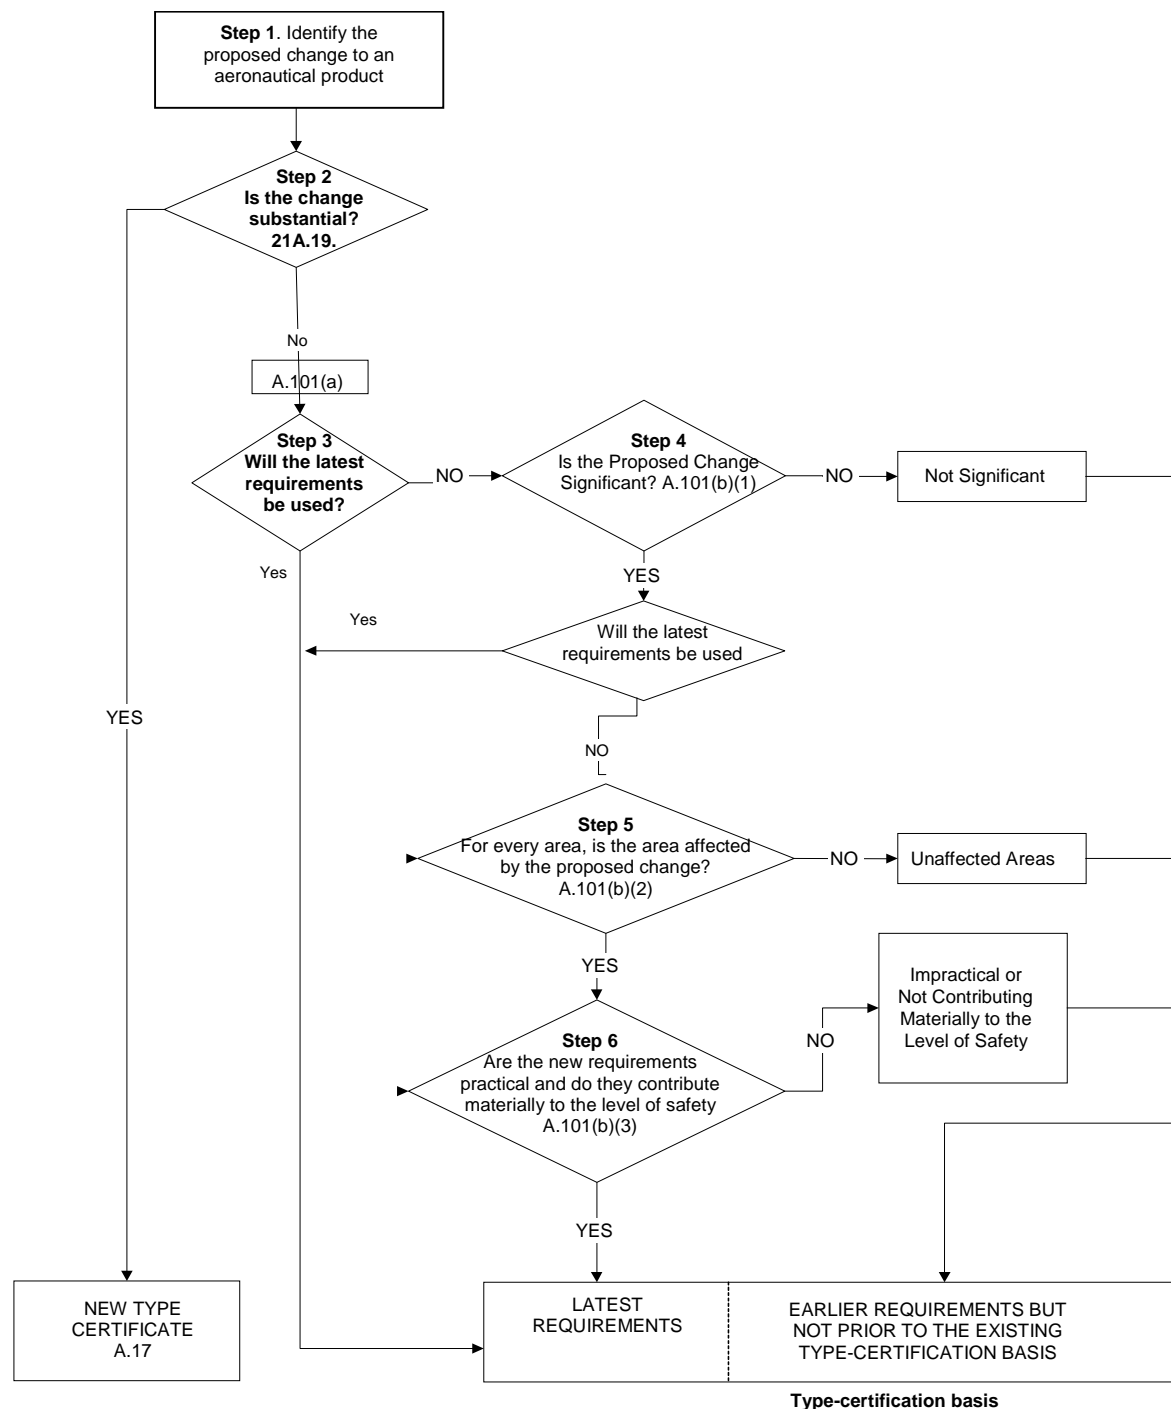 Step 1. Identify the
proposed change to an
aeronautical product
Step 2
Is the change
substantial?
21A.19.
No
A.101(a)
Step 3
Will the latest
requirements
be used?
NO
Step 4
Is the Proposed Change
Significant? A.101(b)(1)
NO
Not Significant
Yes
YES
Yes
Will the latest
requirements be used
YES
NO
Step 5
For every area, is the area affected
by the proposed change?
A.101(b)(2)
NO
Unaffected Areas
YES
Impractical or
Not Contributing
Materially to the
Level of Safety
NO
Step 6
Are the new requirements
practical and do they contribute
materially to the level of safety
A.101(b)(3)
YES
NEW TYPE
CERTIFICATE
A.17
LATEST
REQUIREMENTS
EARLIER REQUIREMENTS BUT
NOT PRIOR TO THE EXISTING
TYPE-CERTIFICATION BASIS
Type-certification basis